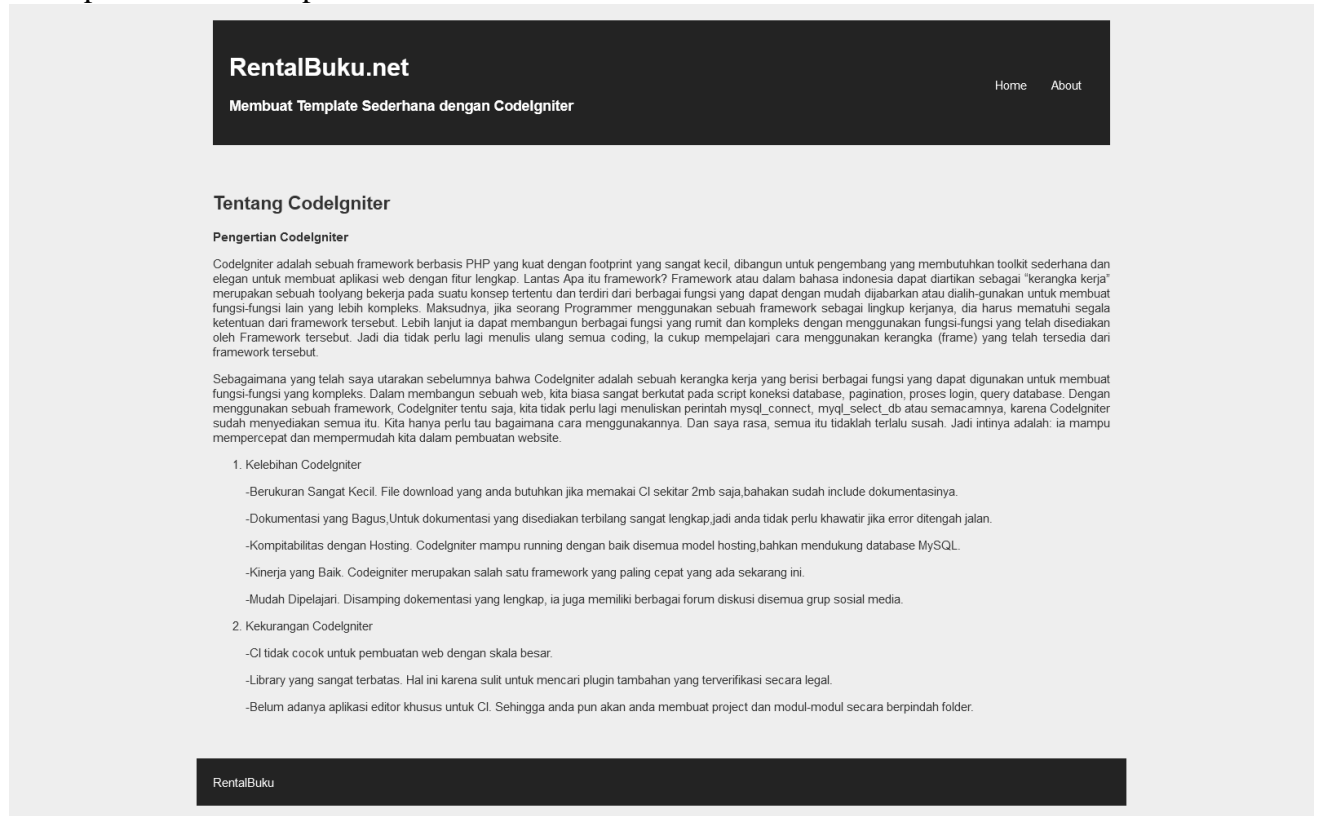 RentalBuku.net
Membuat Template Sederhana dengan CodeIgniter
Home About
Tentang CodeIgniter
Pengertian CodeIgniter
CodeIgniter adalah sebuah framework berbasis PHP yang kuat dengan footprint yang sangat kecil, dibangun untuk pengembang yang membutuhkan toolkit sederhana dan
elegan untuk membuat aplikasi web dengan fitur lengkap. Lantas Apa itu framework? Framework atau dalam bahasa indonesia dapat diartikan sebagai “kerangka kerja”
merupakan sebuah toolyang bekerja pada suatu konsep tertentu dan terdiri dari berbagai fungsi yang dapat dengan mudah dijabarkan atau dialih-gunakan untuk membuat
fungsi-fungsi lain yang lebih kompleks. Maksudnya, jika seorang Programmer menggunakan sebuah framework sebagai lingkup kerjanya, dia harus mematuhi segala
ketentuan dari framework tersebut. Lebih lanjut ia dapat membangun berbagai fungsi yang rumit dan kompleks dengan menggunakan fungsi-fungsi yang telah disediakan
oleh Framework tersebut. Jadi dia tidak perlu lagi menulis ulang semua coding, Ia cukup mempelajari cara menggunakan kerangka (frame) yang telah tersedia dari
framework tersebut.
Sebagaimana yang telah saya utarakan sebelumnya bahwa CodeIgniter adalah sebuah kerangka kerja yang berisi berbagai fungsi yang dapat digunakan untuk membuat
fungsi-fungsi yang kompleks. Dalam membangun sebuah web, kita biasa sangat berkutat pada script koneksi database, pagination, proses login, query database. Dengan
menggunakan sebuah framework, CodeIgniter tentu saja, kita tidak perlu lagi menuliskan perintah mysql_connect, myql_select_db atau semacamnya, karena CodeIgniter
sudah menyediakan semua itu. Kita hanya perlu tau bagaimana cara menggunakannya. Dan saya rasa, semua itu tidaklah terlalu susah. Jadi intinya adalah: ia mampu
mempercepat dan mempermudah kita dalam pembuatan website.
1. Kelebihan CodeIgniter
-Berukuran Sangat Kecil. File download yang anda butuhkan jika memakai CI sekitar 2mb saja,bahakan sudah include dokumentasinya.
-Dokumentasi yang Bagus,Untuk dokumentasi yang disediakan terbilang sangat lengkap,jadi anda tidak perlu khawatir jika error ditengah jalan.
-Kompitabilitas dengan Hosting. CodeIgniter mampu running dengan baik disemua model hosting,bahkan mendukung database MySQL.
-Kinerja yang Baik. Codeigniter merupakan salah satu framework yang paling cepat yang ada sekarang ini.
-Mudah Dipelajari. Disamping dokementasi yang lengkap, ia juga memiliki berbagai forum diskusi disemua grup sosial media.
2. Kekurangan CodeIgniter
-CI tidak cocok untuk pembuatan web dengan skala besar.
-Library yang sangat terbatas. Hal ini karena sulit untuk mencari plugin tambahan yang terverifikasi secara legal.
-Belum adanya aplikasi editor khusus untuk CI. Sehingga anda pun akan anda membuat project dan modul-modul secara berpindah folder.
RentalBuku